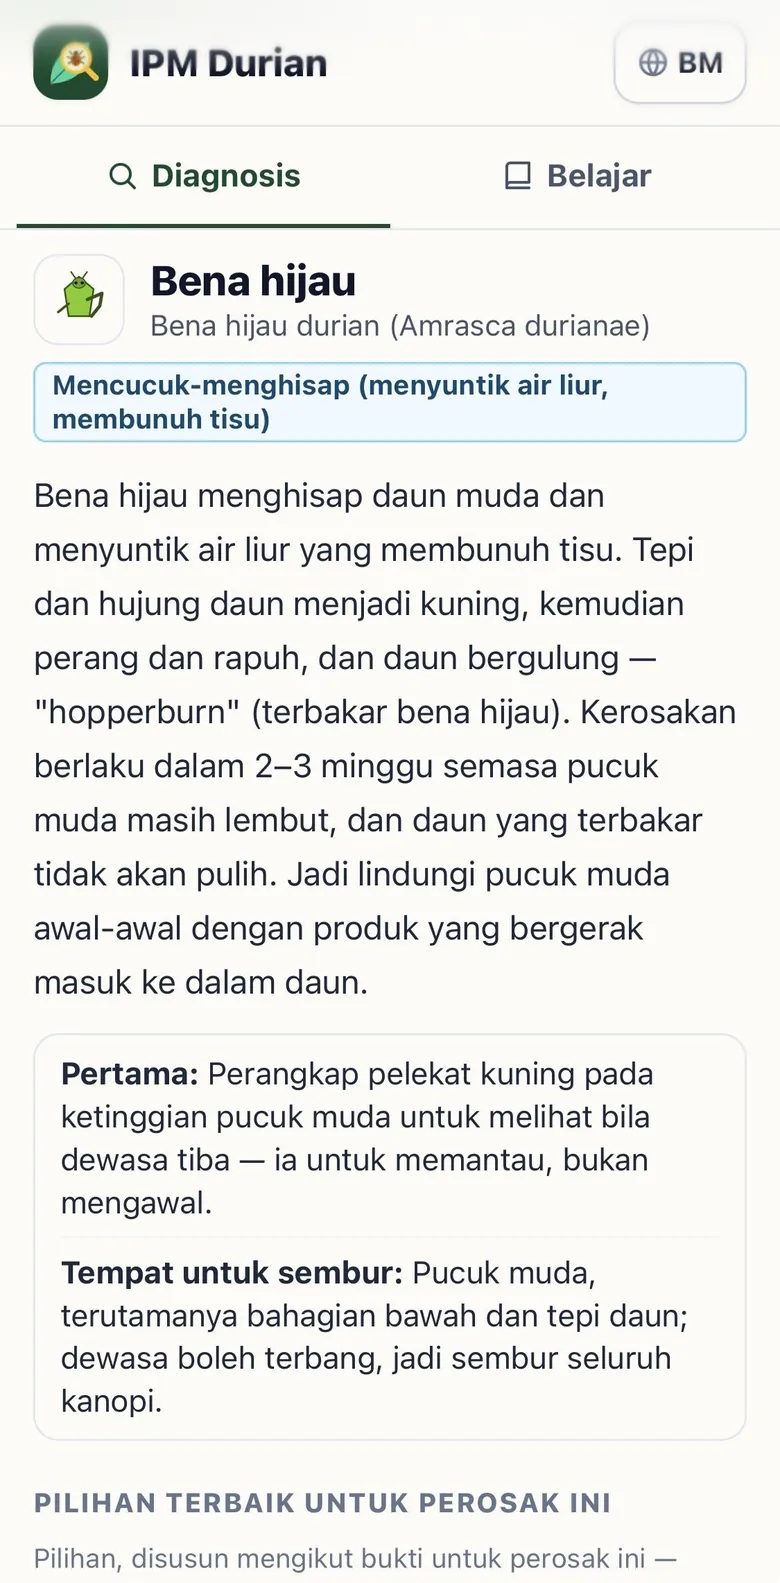 IPM Durian
BM
Diagnosis
Belajar
Bena hijau
Bena hijau durian (Amrasca durianae)
Mencucuk-menghisap (menyuntik air liur,
membunuh tisu)
Bena hijau menghisap daun muda dan
menyuntik air liur yang membunuh tisu. Tepi
dan hujung daun menjadi kuning, kemudian
perang dan rapuh, dan daun bergulung —
"hopperburn" (terbakar bena hijau). Kerosakan
berlaku dalam 2–3 minggu semasa pucuk
muda masih lembut, dan daun yang terbakar
tidak akan pulih. Jadi lindungi pucuk muda
awal-awal dengan produk yang bergerak
masuk ke dalam daun.
Pertama: Perangkap pelekat kuning pada
ketinggian pucuk muda untuk melihat bila
dewasa tiba — ia untuk memantau, bukan
mengawal.
Tempat untuk sembur: Pucuk muda,
terutamanya bahagian bawah dan tepi daun;
dewasa boleh terbang, jadi sembur seluruh
kanopi.
PILIHAN TERBAIK UNTUK PEROSAK INI
Pilihan, disusun mengikut bukti untuk perosak ini —